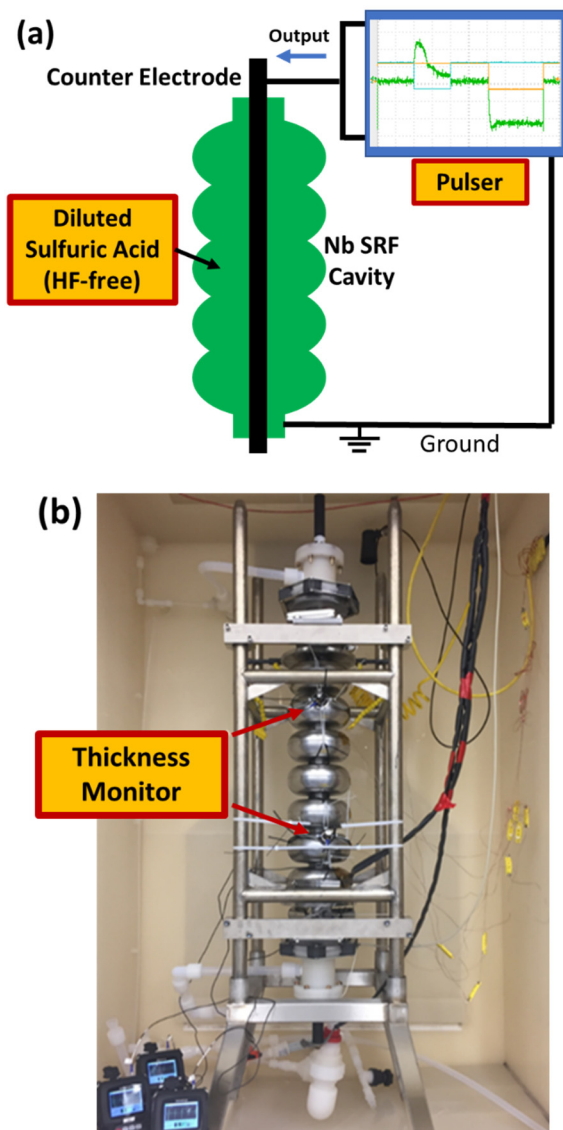 (a)
Output
Counter Electrode
Pulser
Diluted
Sulfuric Acid
(HF-free)
Nb SRF
Cavity
Ground
(b)
Thickness
Monitor